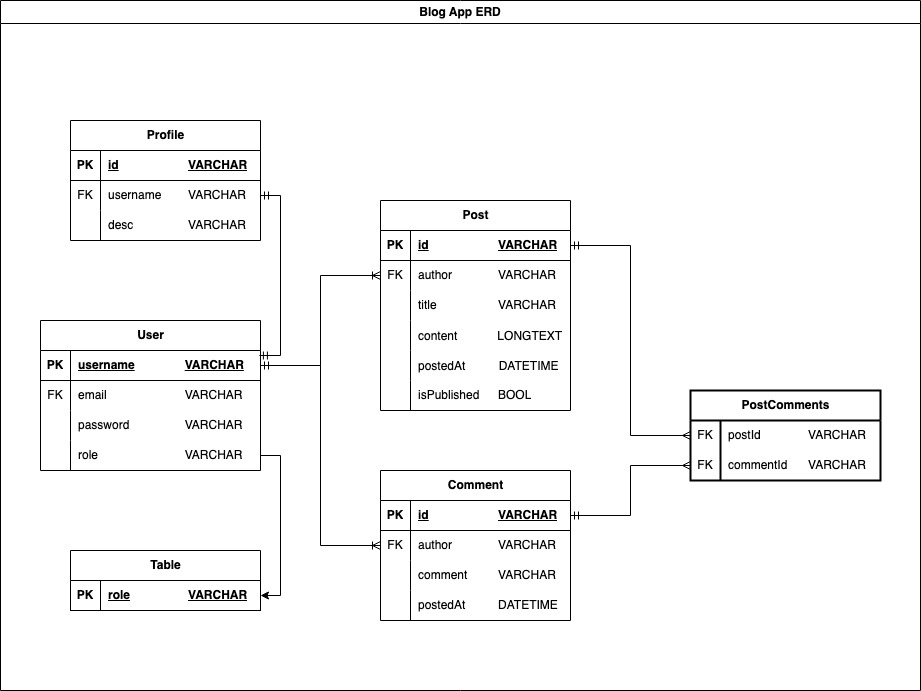 Blog App ERD
Profile
PK id VARCHAR
FK username VARCHAR
desc VARCHAR
User
PK username VARCHAR
FK email VARCHAR
password VARCHAR
role VARCHAR
Table
PK role VARCHAR
Post
PK id VARCHAR
FK author VARCHAR
title VARCHAR
content LONGTEXT
postedAt DATETIME
isPublished BOOL
Comment
PK id VARCHAR
FK author VARCHAR
comment VARCHAR
postedAt DATETIME
PostComments
FK postId VARCHAR
FK commentId VARCHAR